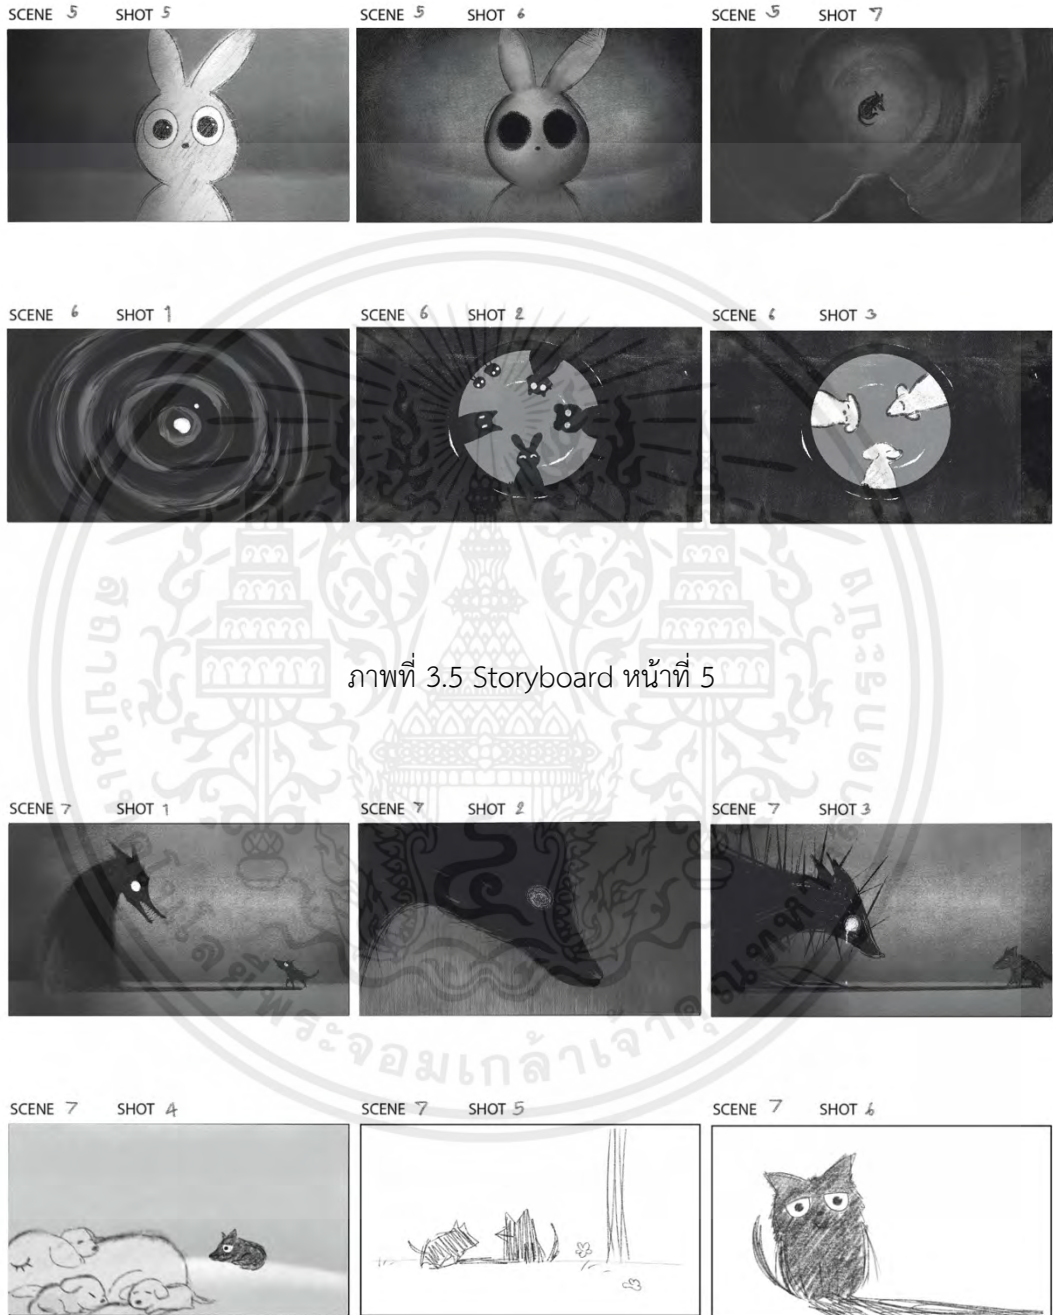 SCENE 5 SHOT 5 SCENE 5 SHOT 6 SCENE 5 SHOT 7
SCENE 6 SHOT 1 SCENE 6 SHOT 2 SCENE 6 SHOT 3
ภาพที่ 3.5 Storyboard หน้าที่ 5
SCENE 7 SHOT 1 SCENE 7 SHOT 2 SCENE 7 SHOT 3
SCENE 7 SHOT 4 SCENE 7 SHOT 5 SCENE 7 SHOT 6